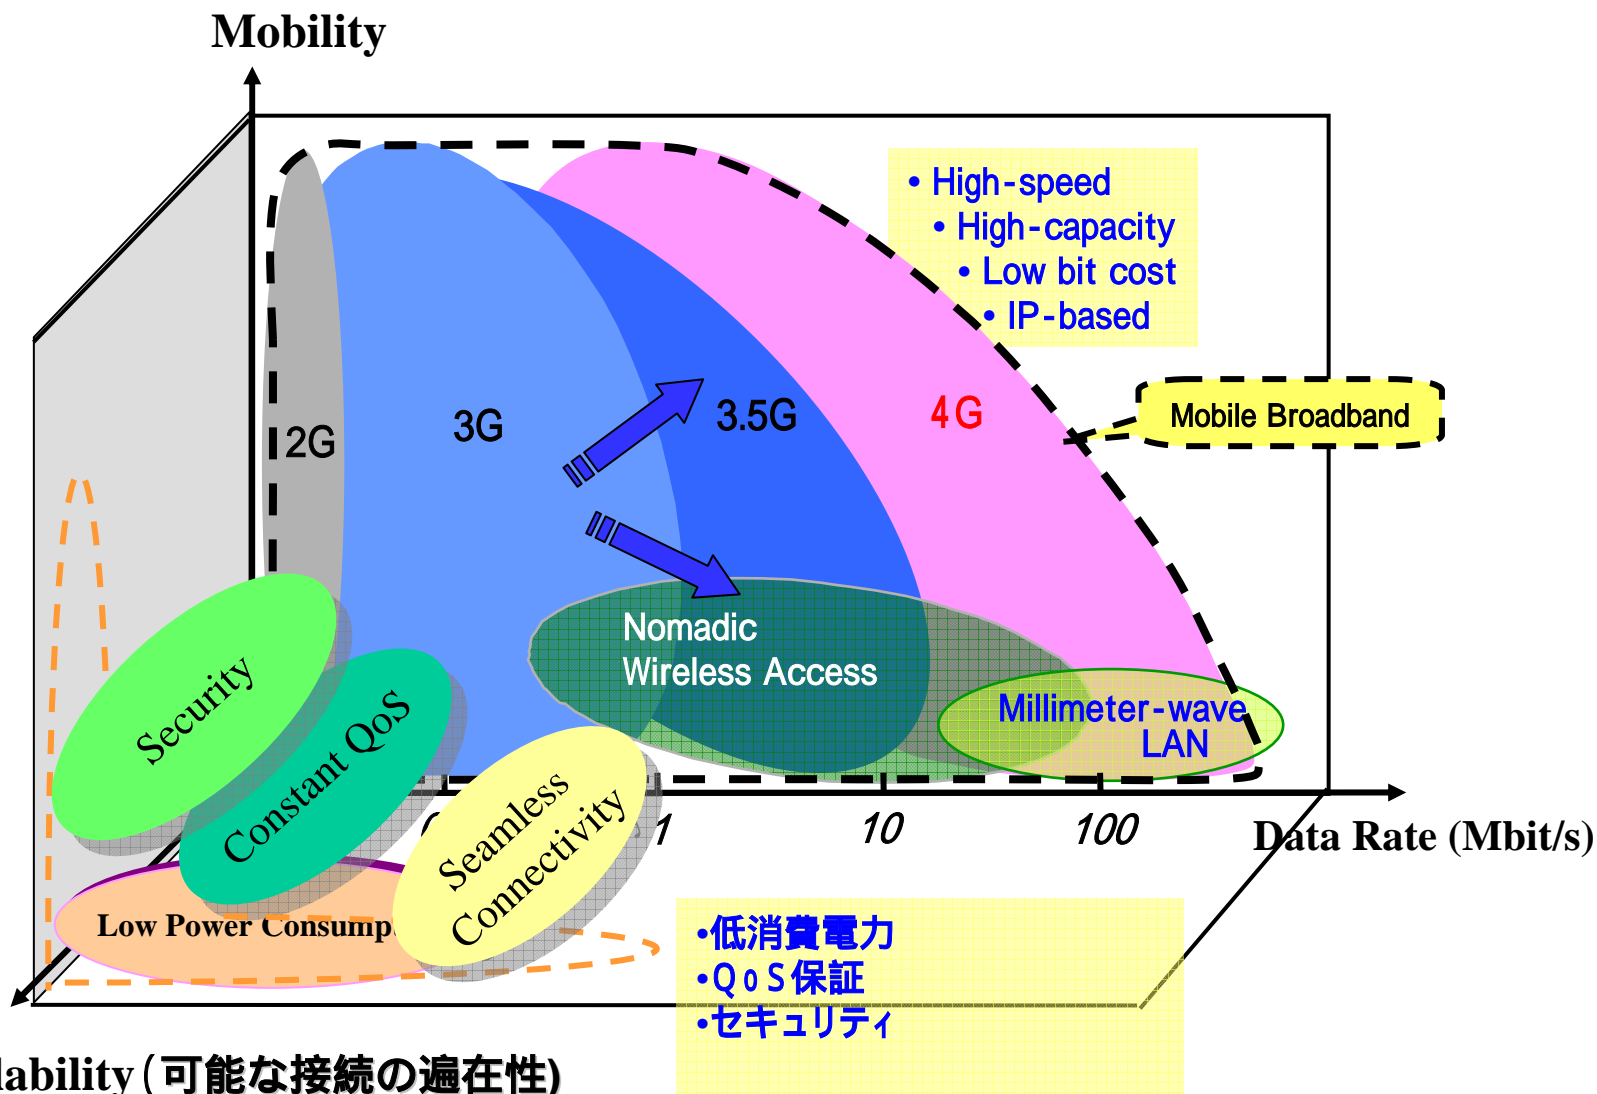 Mobility
• High-speed
• High-capacity
• Low bit cost
• IP-based
2G
3G
3.5G
4G
Mobile Broadband
Nomadic
Wireless Access
Millimeter-wave
LAN
Security
Constant QoS
Seamless
Connectivity
1
10
100
Data Rate (Mbit/s)
Low Power
•低消費電力
•QoS保証
•セキュリティ
(可能な接続の遍在性)